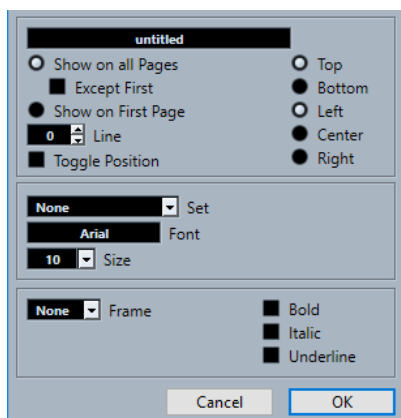 untitled
Show on all Pages
Top
Except First
Bottom
Show on First Page
Left
0 Line
Center
Toggle Position
Right
None Set
Arial Font
10 Size
None Frame
Bold
Italic
Underline
Cancel OK